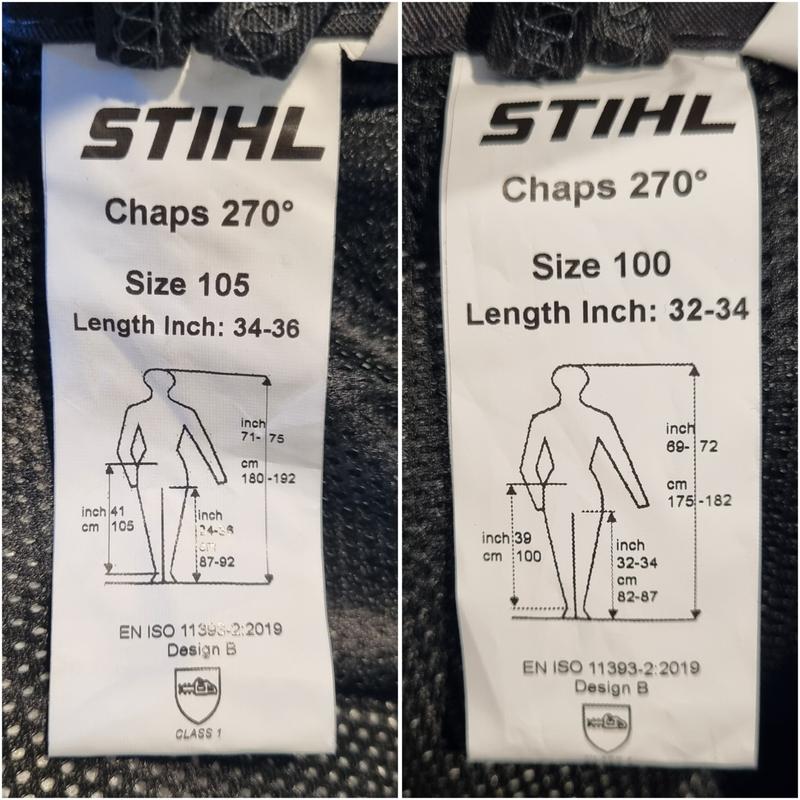 STIHL
Chaps 270°
Size 105
Length Inch: 34-36
inch
71- 75
cm
180-192
inch 41
cm 105
inch
34-36
cm
87-92
EN ISO 11393-2:2019
Design B
CLASS 1
STIHL
Chaps 270°
Size 100
Length Inch: 32-34
inch
69- 72
cm
175-182
inch 39
cm 100
inch
32-34
cm
82-87
EN ISO 11393-2:2019
Design B